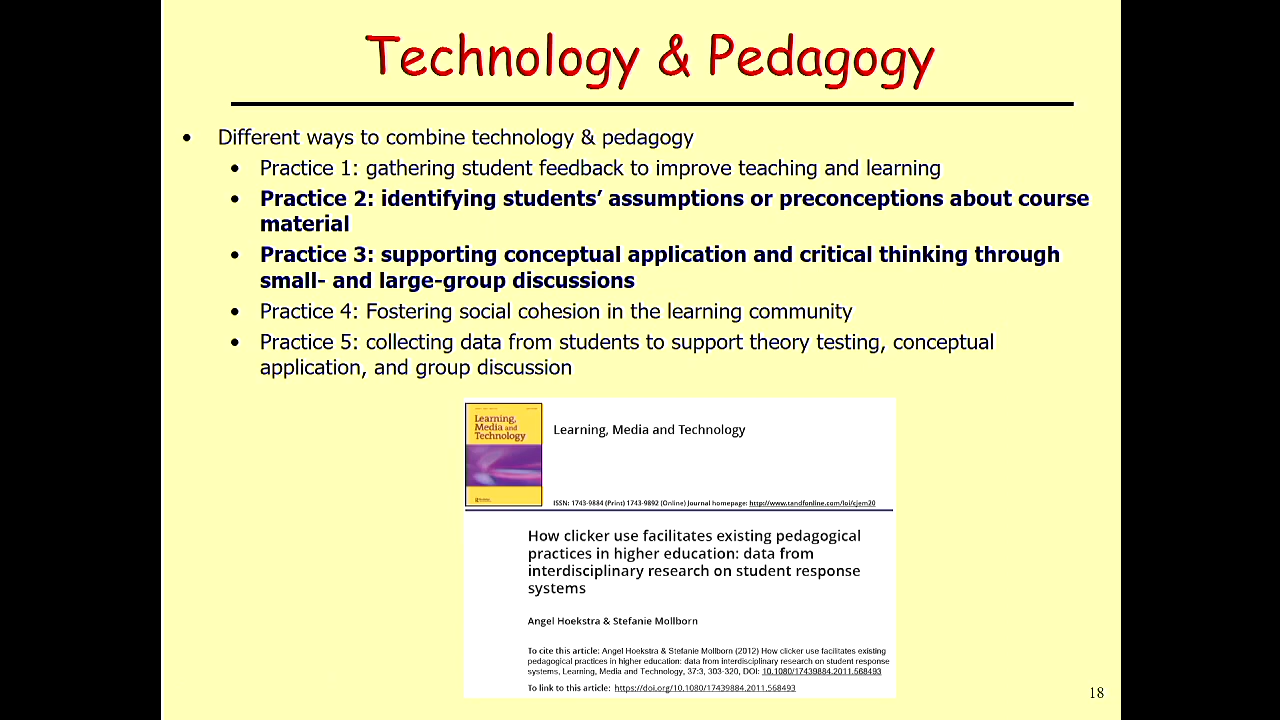 Technology & Pedagogy
• Different ways to combine technology & pedagogy
• Practice 1: gathering student feedback to improve teaching and learning
• Practice 2: identifying students’ assumptions or preconceptions about course
material
• Practice 3: supporting conceptual application and critical thinking through
small- and large-group discussions
• Practice 4: Fostering social cohesion in the learning community
• Practice 5: collecting data from students to support theory testing, conceptual
application, and group discussion
Learning,
Media and
Technology
Learning, Media and Technology
ISSN: 1743-9884 (Print) 1743-9892 (Online) Journal homepage: http://www.tandfonline.com/loi/cjem20
How clicker use facilitates existing pedagogical
practices in higher education: data from
interdisciplinary research on student response
systems
Angel Hoekstra & Stefanie Mollborn
To cite this article: Angel Hoekstra & Stefanie Mollborn (2012) How clicker use facilitates existing
pedagogical practices in higher education: data from interdisciplinary research on student response
systems, Learning, Media and Technology, 37:3, 303-320, DOI: 10.1080/17439884.2011.568493
To link to this article: https://doi.org/10.1080/17439884.2011.568493
18